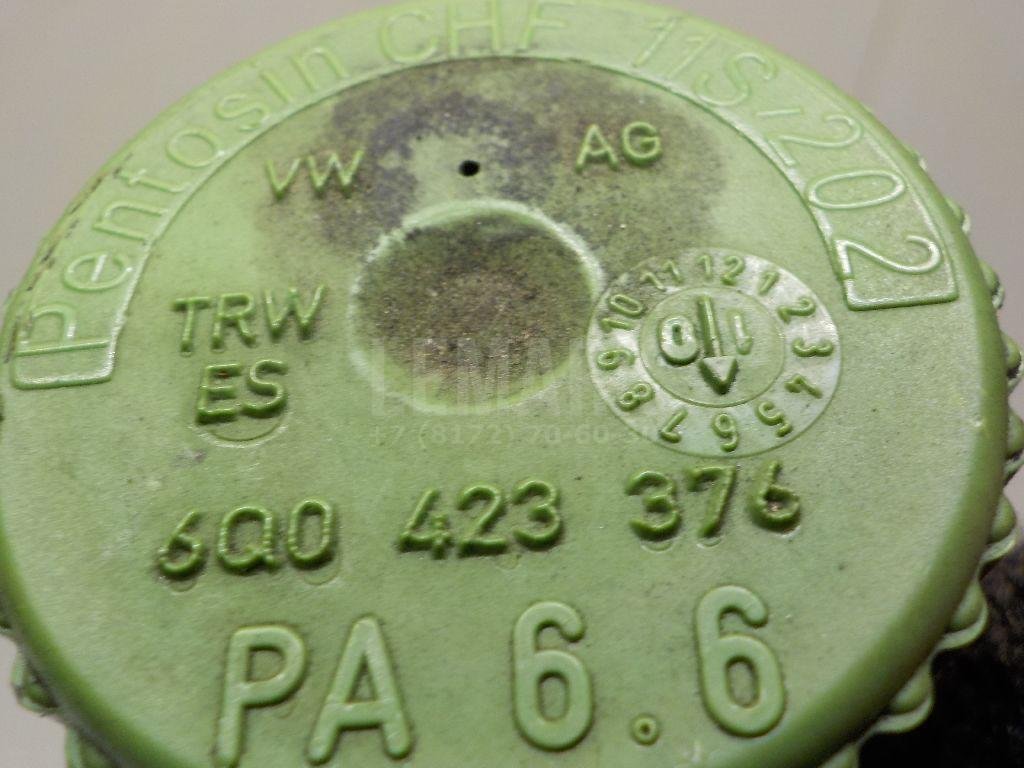 Pentosin CHF 11S/202
VW AG
TRW
ES
1 2 3 4 5 6 7 8 9 10 11 12
6Q0 423 376
PA 6.6